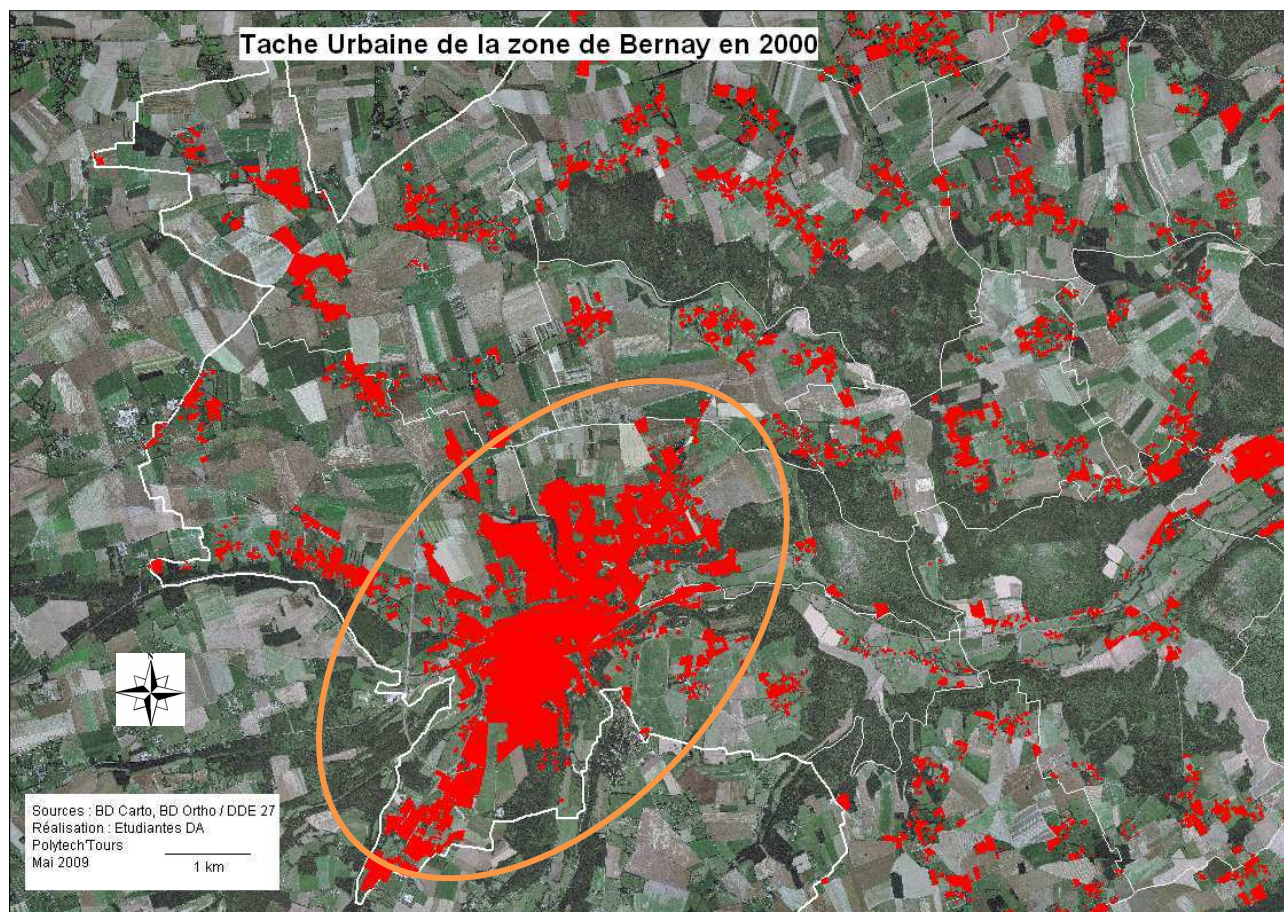 Tache Urbaine de la zone de Bernay en 2000
N
Sources : BD Carto, BD Ortho / DDE 27
Réalisation : Etudiantes DA
Polytech'Tours
Mai 2009
1 km